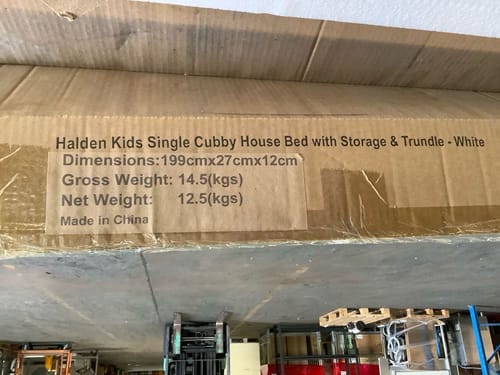 Halden Kids Single Cubby House Bed with Storage & Trundle - White
Dimensions:199cmx27cmx12cm
Gross Weight: 14.5(kgs)
Net Weight: 12.5(kgs)
Made in China